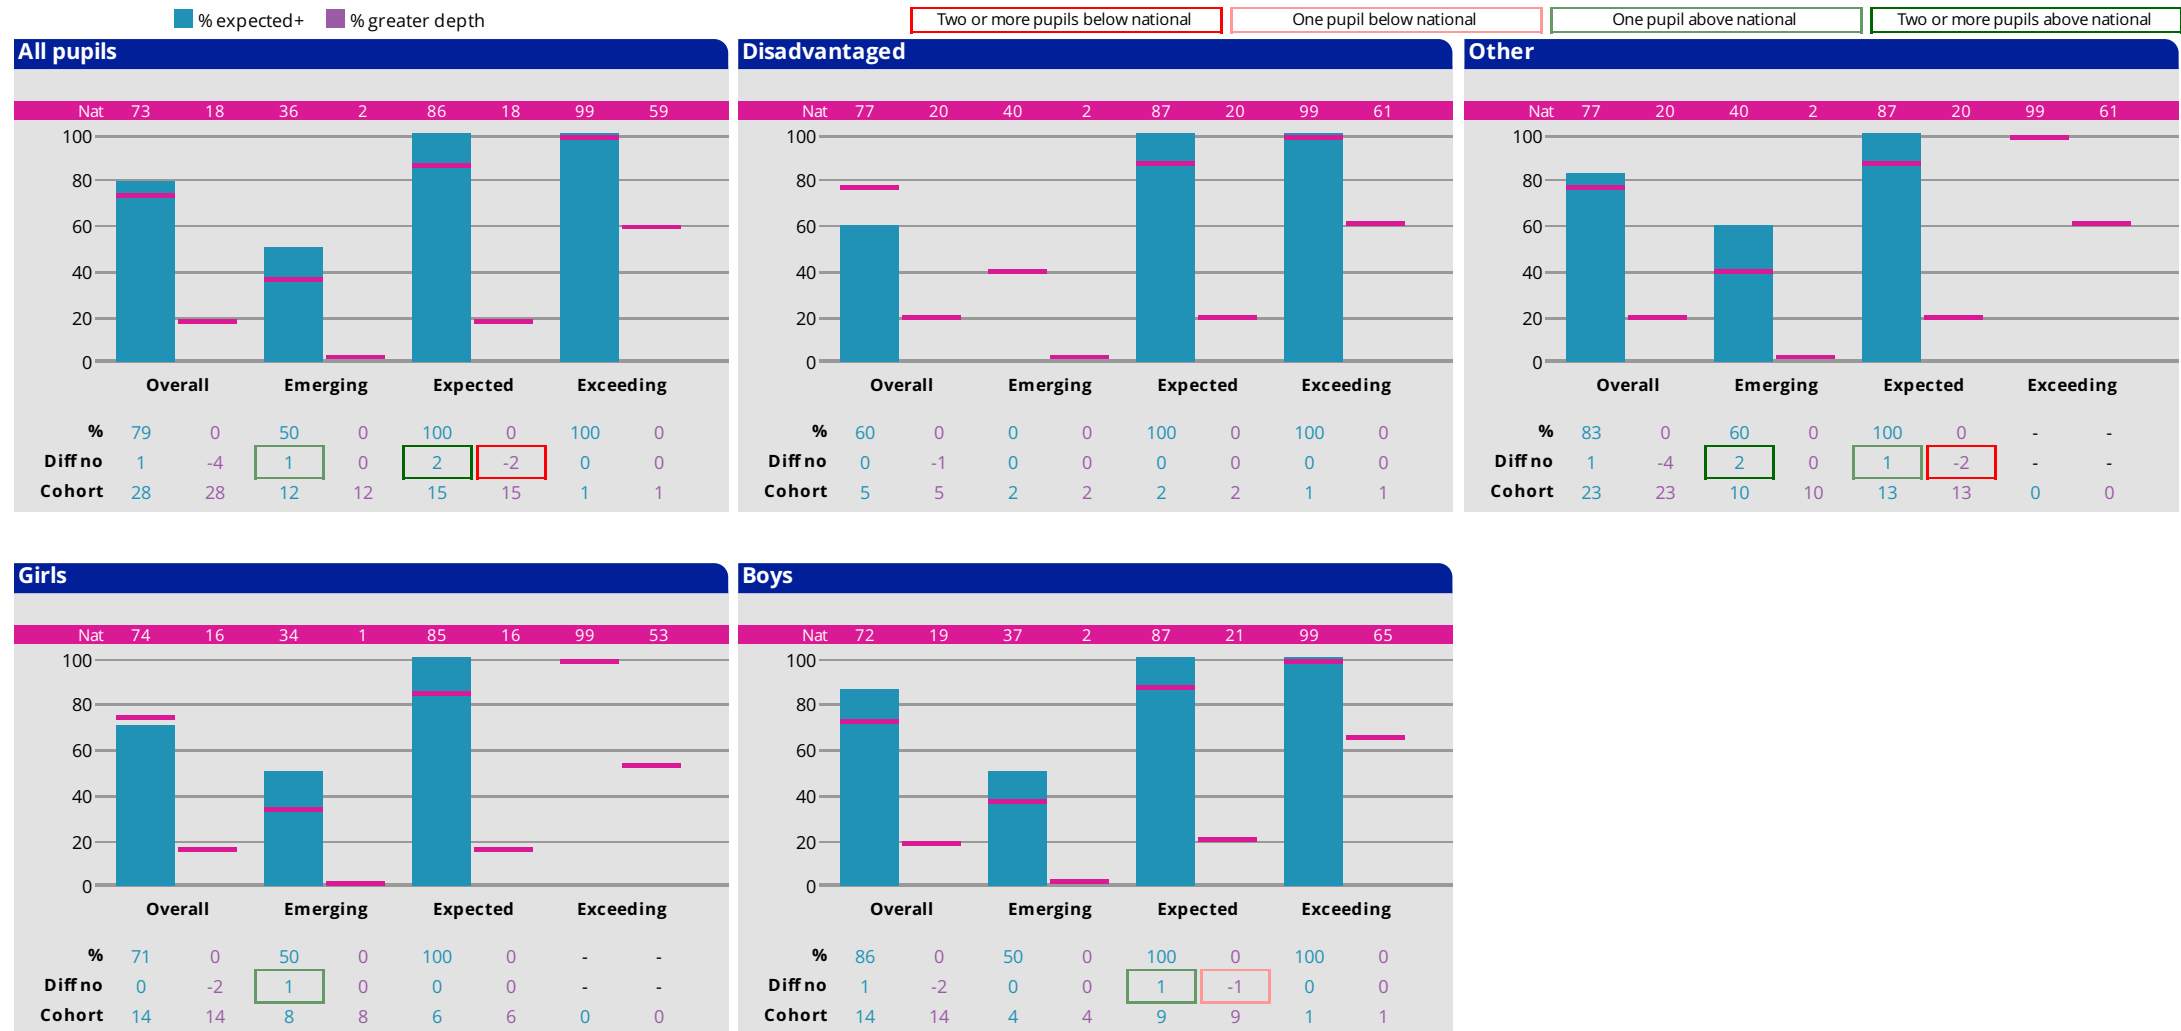 % expected+ % greater depth Two or more pupils below national One pupil below national One pupil above national Two or more pupils above national
All pupils
Nat 73 18 36 2 86 18 99 59
100
80
60
40
20
0
Overall Emerging Expected Exceeding
% 79 0 50 0 100 0 100 0
Diff no 1 -4 1 0 2 -2 0 0
Cohort 28 28 12 12 15 15 1 1
Disadvantaged
Nat 77 20 40 2 87 20 99 61
100
80
60
40
20
0
Overall Emerging Expected Exceeding
% 60 0 0 0 100 0 100 0
Diff no 0 -1 0 0 0 0 0 0
Cohort 5 5 2 2 2 2 1 1
Other
Nat 77 20 40 2 87 20 99 61
100
80
60
40
20
0
Overall Emerging Expected Exceeding
% 83 0 60 0 100 0 - -
Diff no 1 -4 2 0 1 -2 - -
Cohort 23 23 10 10 13 13 0 0
Girls
Nat 74 16 34 1 85 16 99 53
100
80
60
40
20
0
Overall Emerging Expected Exceeding
% 71 0 50 0 100 0 - -
Diff no 0 -2 1 0 0 0 - -
Cohort 14 14 8 8 6 6 0 0
Boys
Nat 72 19 37 2 87 21 99 65
100
80
60
40
20
0
Overall Emerging Expected Exceeding
% 86 0 50 0 100 0 100 0
Diff no 1 -2 0 0 1 -1 0 0
Cohort 14 14 4 4 9 9 1 1